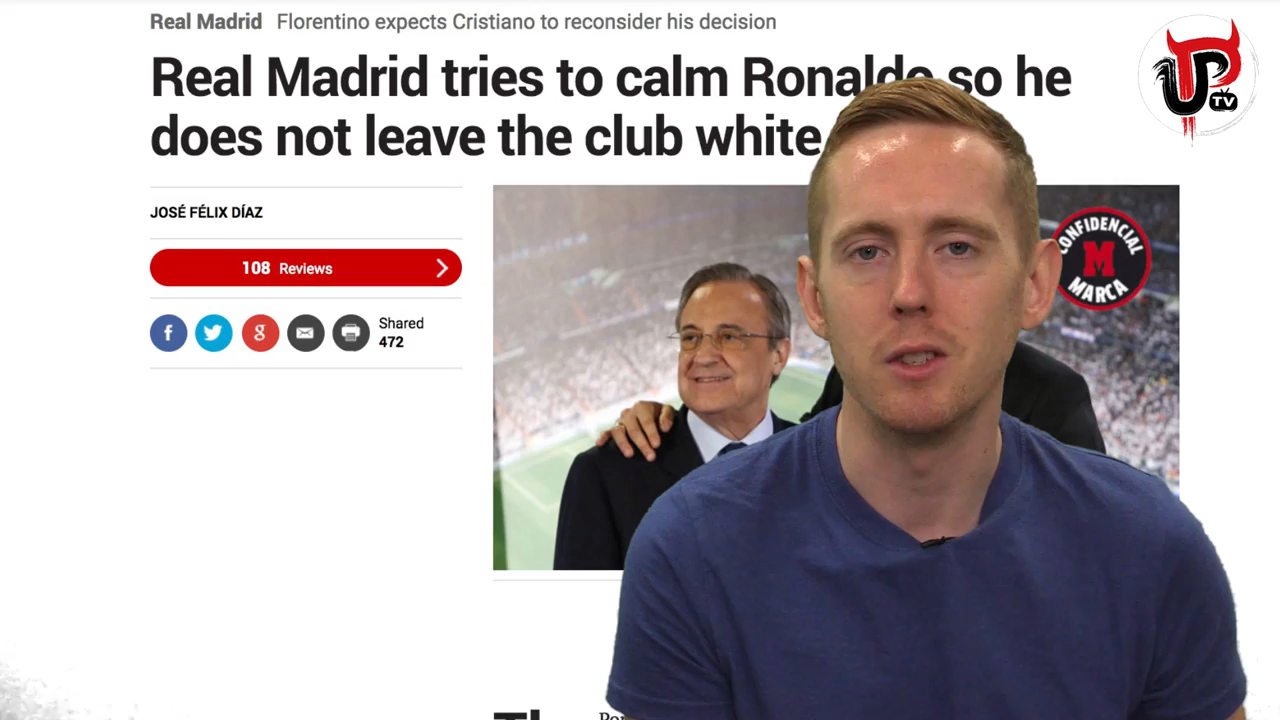 Real Madrid Florentino expects Cristiano to reconsider his decision
Real Madrid tries to calm Ronaldo so he
does not leave the club white
JOSÉ FÉLIX DÍAZ
108 Reviews
Shared
472
CONFIDENCIAL
M
MARCA
UP
TV